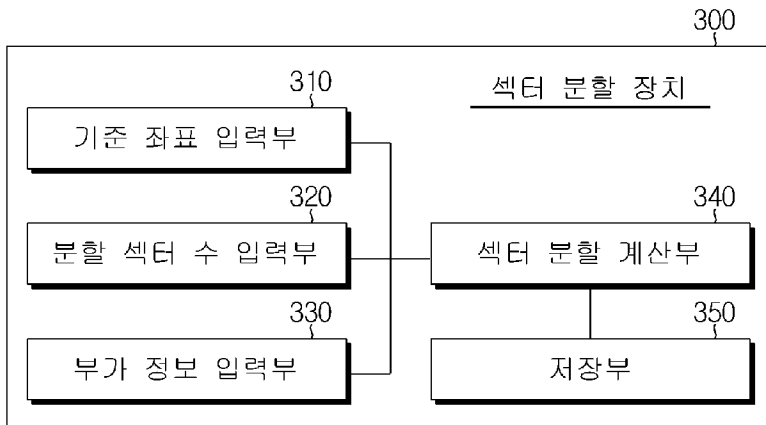 300
섹터 분할 장치
310
기준 좌표 입력부
320
분할 섹터 수 입력부
340
섹터 분할 계산부
330
부가 정보 입력부
350
저장부